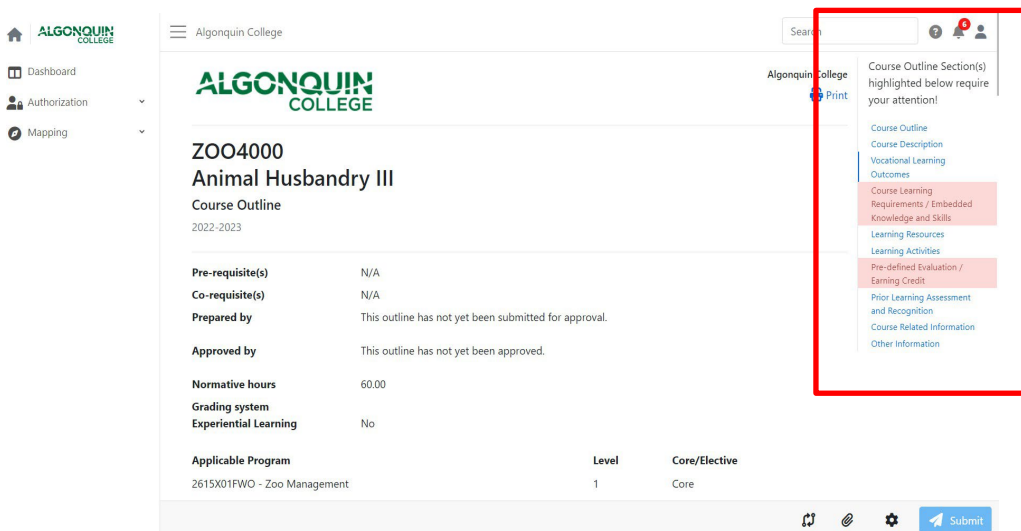 ALGONQUIN
COLLEGE
Algonquin College
Search
6
Dashboard
Authorization
Mapping
ALGONQUIN
COLLEGE
Algonquin College
Print
ZOO4000
Animal Husbandry III
Course Outline
2022-2023
Pre-requisite(s) N/A
Co-requisite(s) N/A
Prepared by This outline has not yet been submitted for approval.
Approved by This outline has not yet been approved.
Normative hours 60.00
Grading system
Experiential Learning No
Applicable Program Level Core/Elective
2615X01FWO - Zoo Management 1 Core
Course Outline Section(s)
highlighted below require
your attention!
Course Outline
Course Description
Vocational Learning
Outcomes
Course Learning
Requirements / Embedded
Knowledge and Skills
Learning Resources
Learning Activities
Pre-defined Evaluation /
Earning Credit
Prior Learning Assessment
and Recognition
Course Related Information
Other Information
Submit